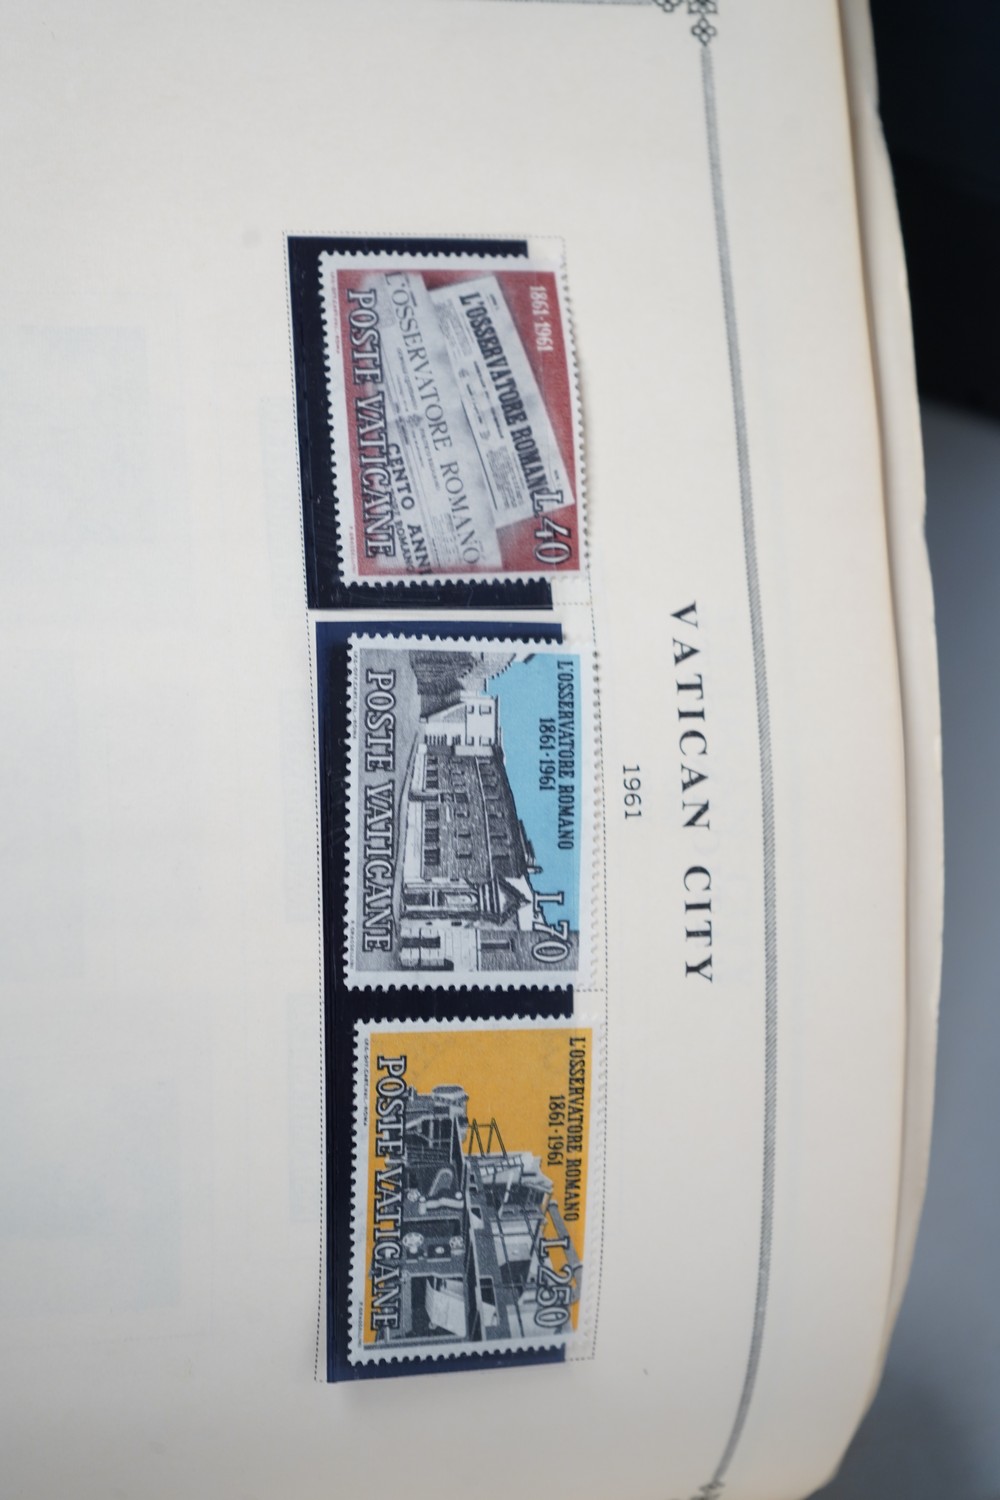 VATICAN CITY
1961
1861·1961
L'OSSERVATORE ROMANO
L'OSSERVATORE ROMANO
CENTO ANNI
L.40
POSTE VATICANE
L'OSSERVATORE ROMANO
1861·1961
L.70
POSTE VATICANE
L'OSSERVATORE ROMANO
1861·1961
L.250
POSTE VATICANE